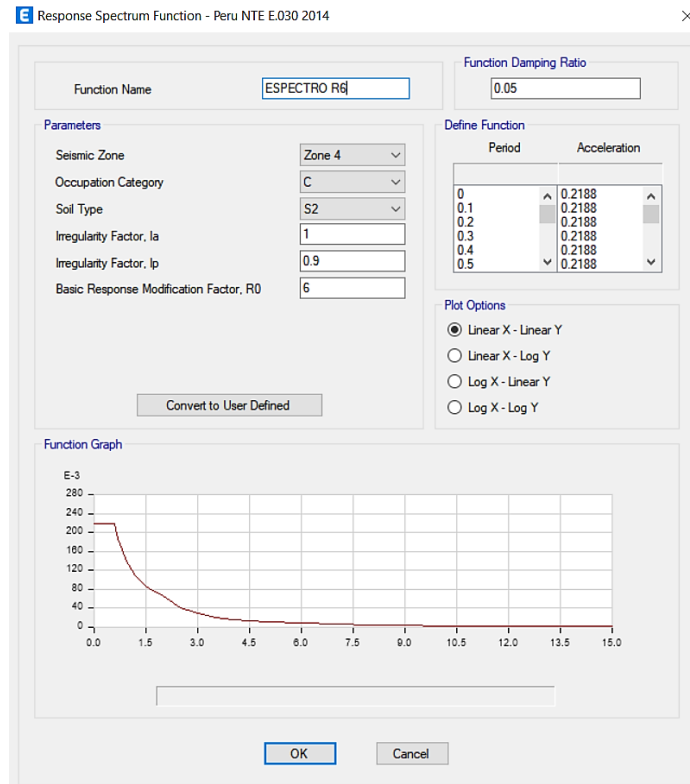 E Response Spectrum Function - Peru NTE E.030 2014
Function Name
ESPECTRO R6
Function Damping Ratio
0.05
Parameters
Seismic Zone
Zone 4
Occupation Category
C
Soil Type
S2
Irregularity Factor, Ia
1
Irregularity Factor, Ip
0.9
Basic Response Modification Factor, R0
6
Convert to User Defined
Define Function
Period Acceleration
0 0.2188
0.1 0.2188
0.2 0.2188
0.3 0.2188
0.4 0.2188
0.5 0.2188
Plot Options
Linear X - Linear Y
Linear X - Log Y
Log X - Linear Y
Log X - Log Y
Function Graph
E-3
280
240
200
160
120
80
40
0
0.0 1.5 3.0 4.5 6.0 7.5 9.0 10.5 12.0 13.5 15.0
OK Cancel